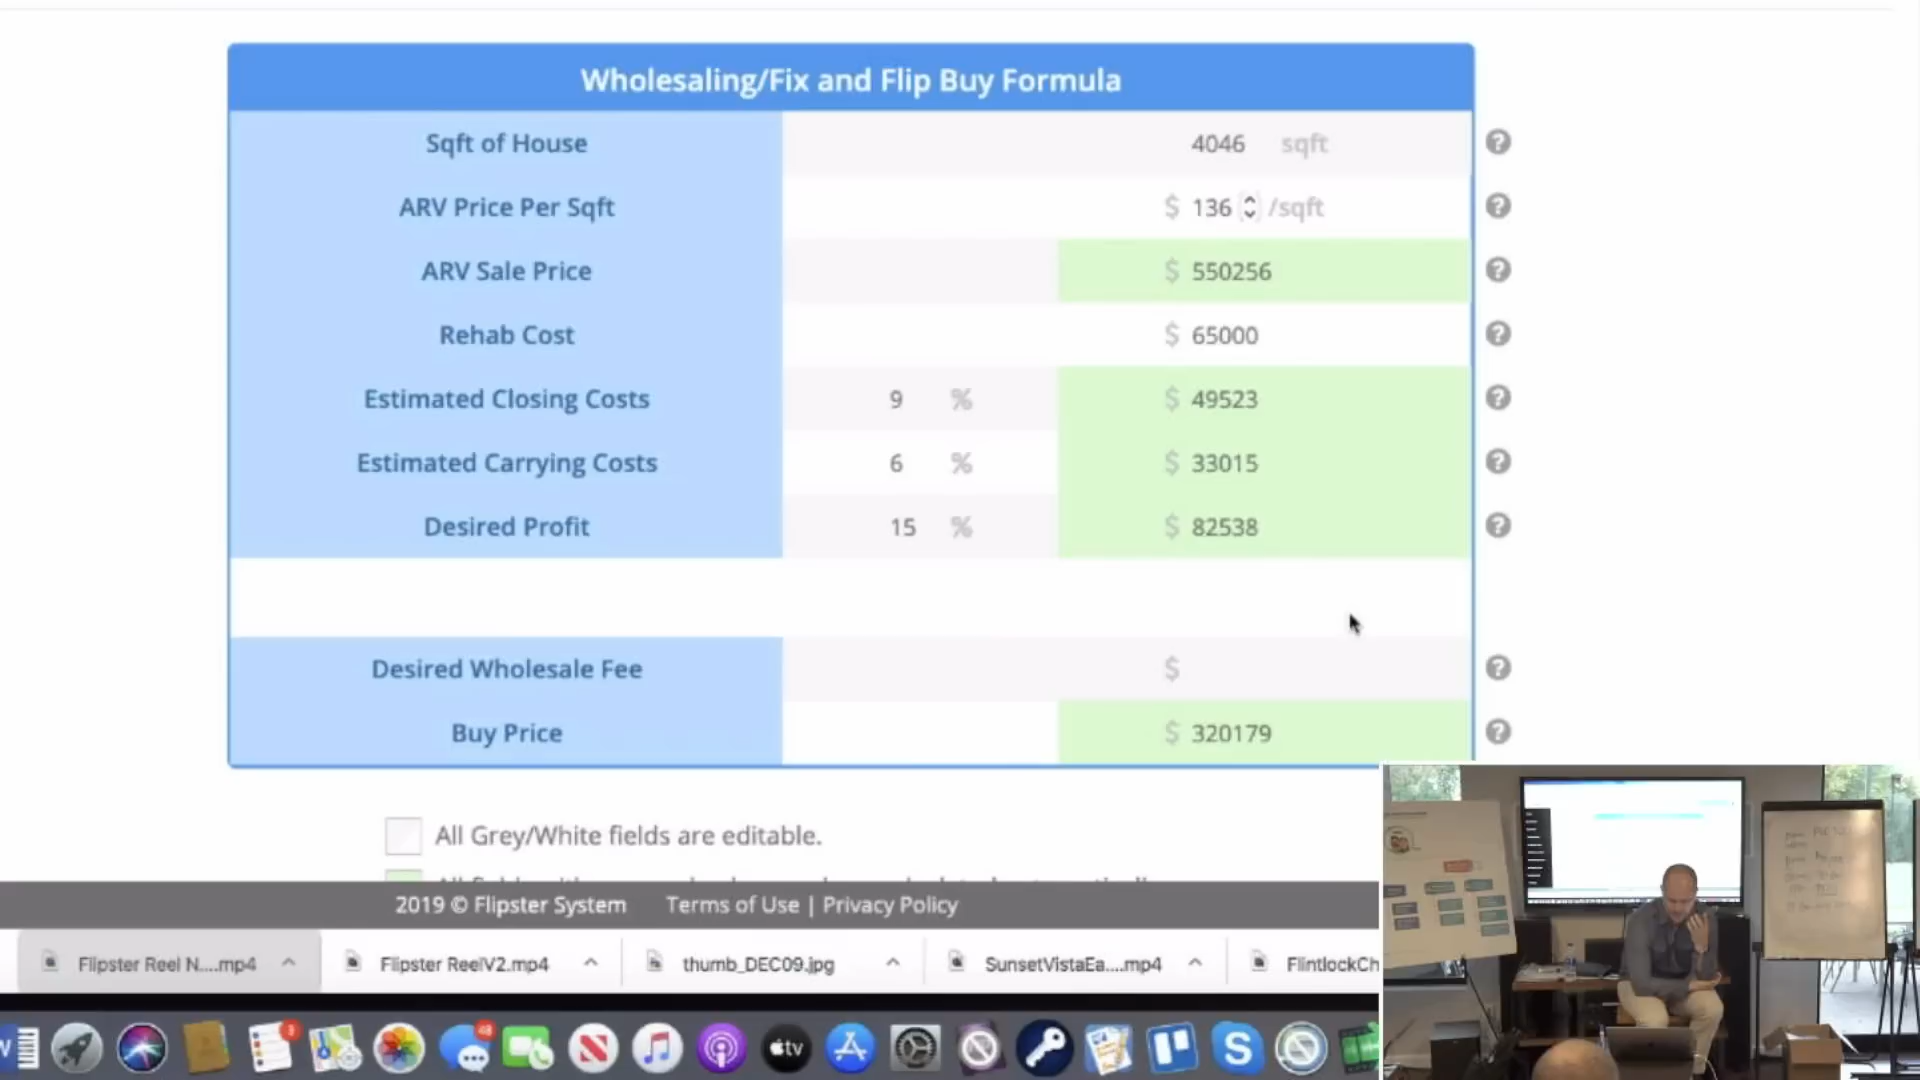 Wholesaling/Fix and Flip Buy Formula
Sqft of House 4046 sqft
ARV Price Per Sqft $ 136 /sqft
ARV Sale Price $ 550256
Rehab Cost $ 65000
Estimated Closing Costs 9 % $ 49523
Estimated Carrying Costs 6 % $ 33015
Desired Profit 15 % $ 82538
Desired Wholesale Fee $
Buy Price $ 320179
All Grey/White fields are editable.
2019 © Flipster System Terms of Use | Privacy Policy
Flipster Reel N....mp4 Flipster ReelV2.mp4 thumb_DEC09.jpg SunsetVistaEa....mp4 FlintlockCh
W 3 48 tv S